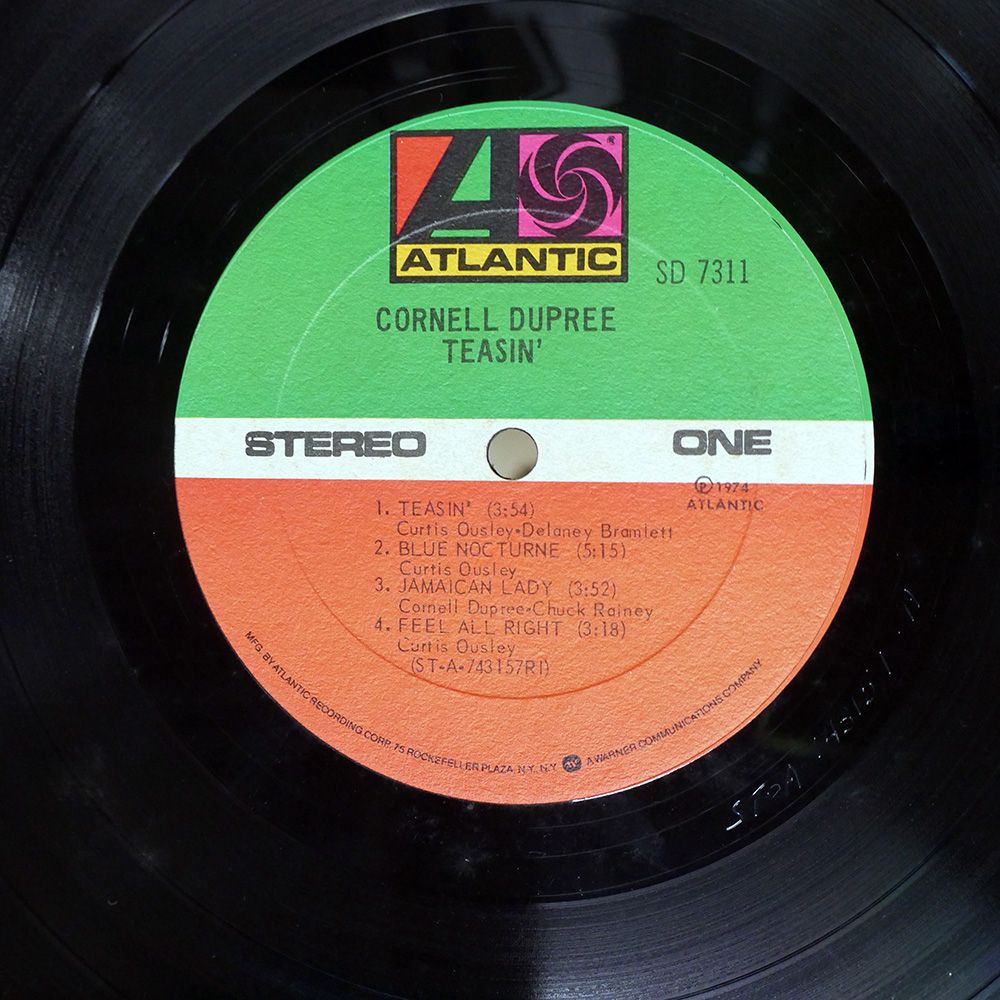 ATLANTIC
®
SD 7311
CORNELL DUPREE
TEASIN'
STEREO ONE
℗ 1974
ATLANTIC
1. TEASIN' (3:54)
Curtis Ousley-Delaney Bramlett
2. BLUE NOCTURNE (5:15)
Curtis Ousley
3. JAMAICAN LADY (3:52)
Cornell Dupree-Chuck Rainey
4. FEEL ALL RIGHT (3:18)
Curtis Ousley
(ST-A-743157RI)
MFG. BY ATLANTIC RECORDING CORP. 75 ROCKEFELLER PLAZA, N.Y. N.Y. A WARNER COMMUNICATIONS COMPANY
ST-A